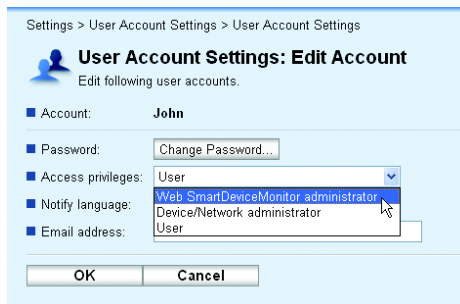 Settings > User Account Settings > User Account Settings
User Account Settings: Edit Account
Edit following user accounts.
Account: John
Password: Change Password...
Access privileges: User
Web SmartDeviceMonitor administrator
Notify language: Device/Network administrator
User
Email address:
OK Cancel